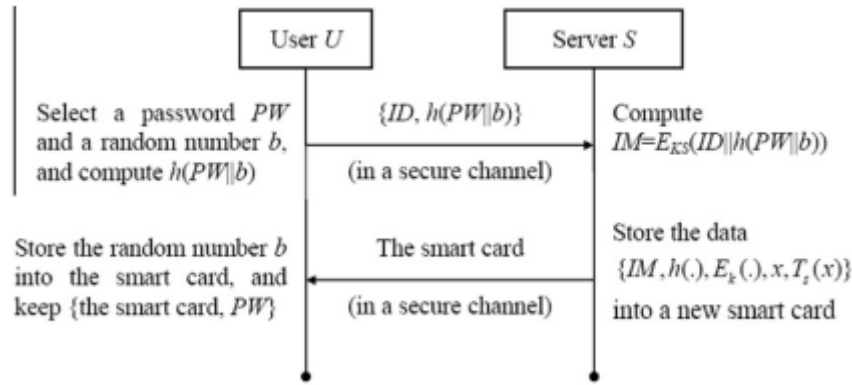 User U
Server S
Select a password PW
and a random number b,
and compute h(PW||b)
{ID, h(PW||b)}
(in a secure channel)
Compute
IM=E_{KS}(ID||h(PW||b))
Store the random number b
into the smart card, and
keep {the smart card, PW}
The smart card
(in a secure channel)
Store the data
{IM, h(.), E_k(.), x, T_s(x)}
into a new smart card